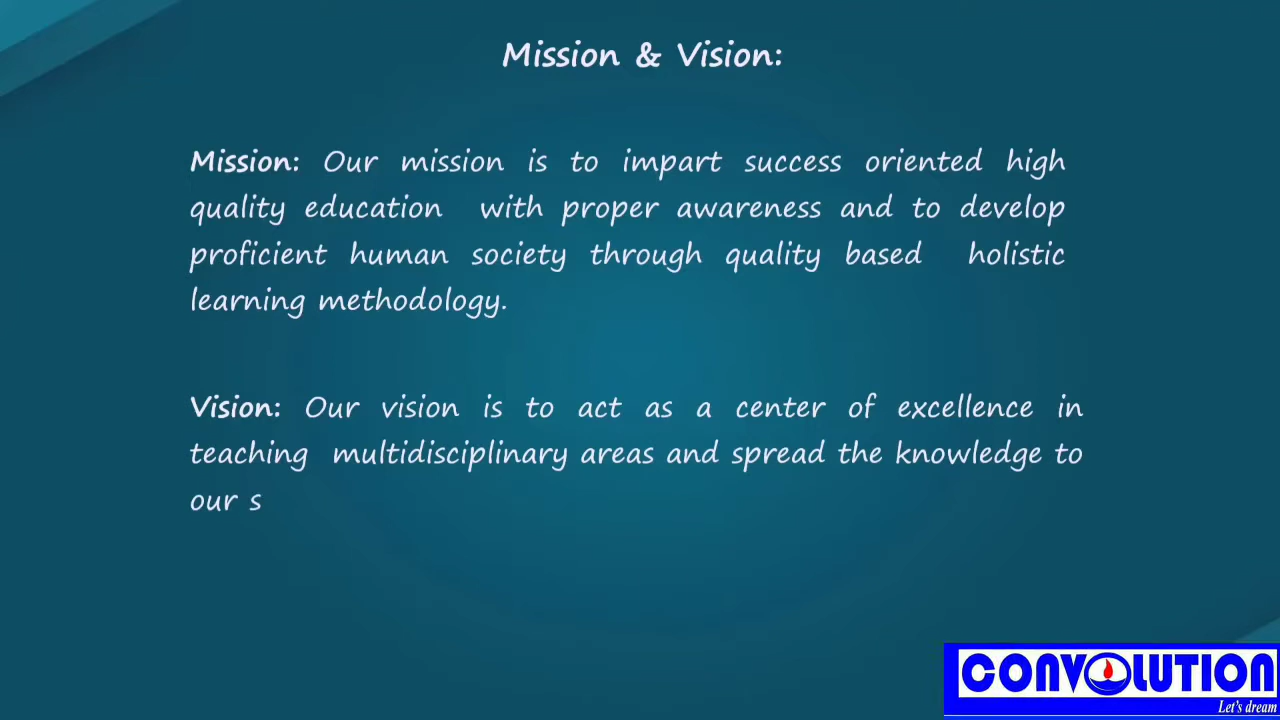 Mission & Vision:
Mission: Our mission is to impart success oriented high
quality education with proper awareness and to develop
proficient human society through quality based holistic
learning methodology.
Vision: Our vision is to act as a center of excellence in
teaching multidisciplinary areas and spread the knowledge to
our s
CONVOLUTION
Let's dream